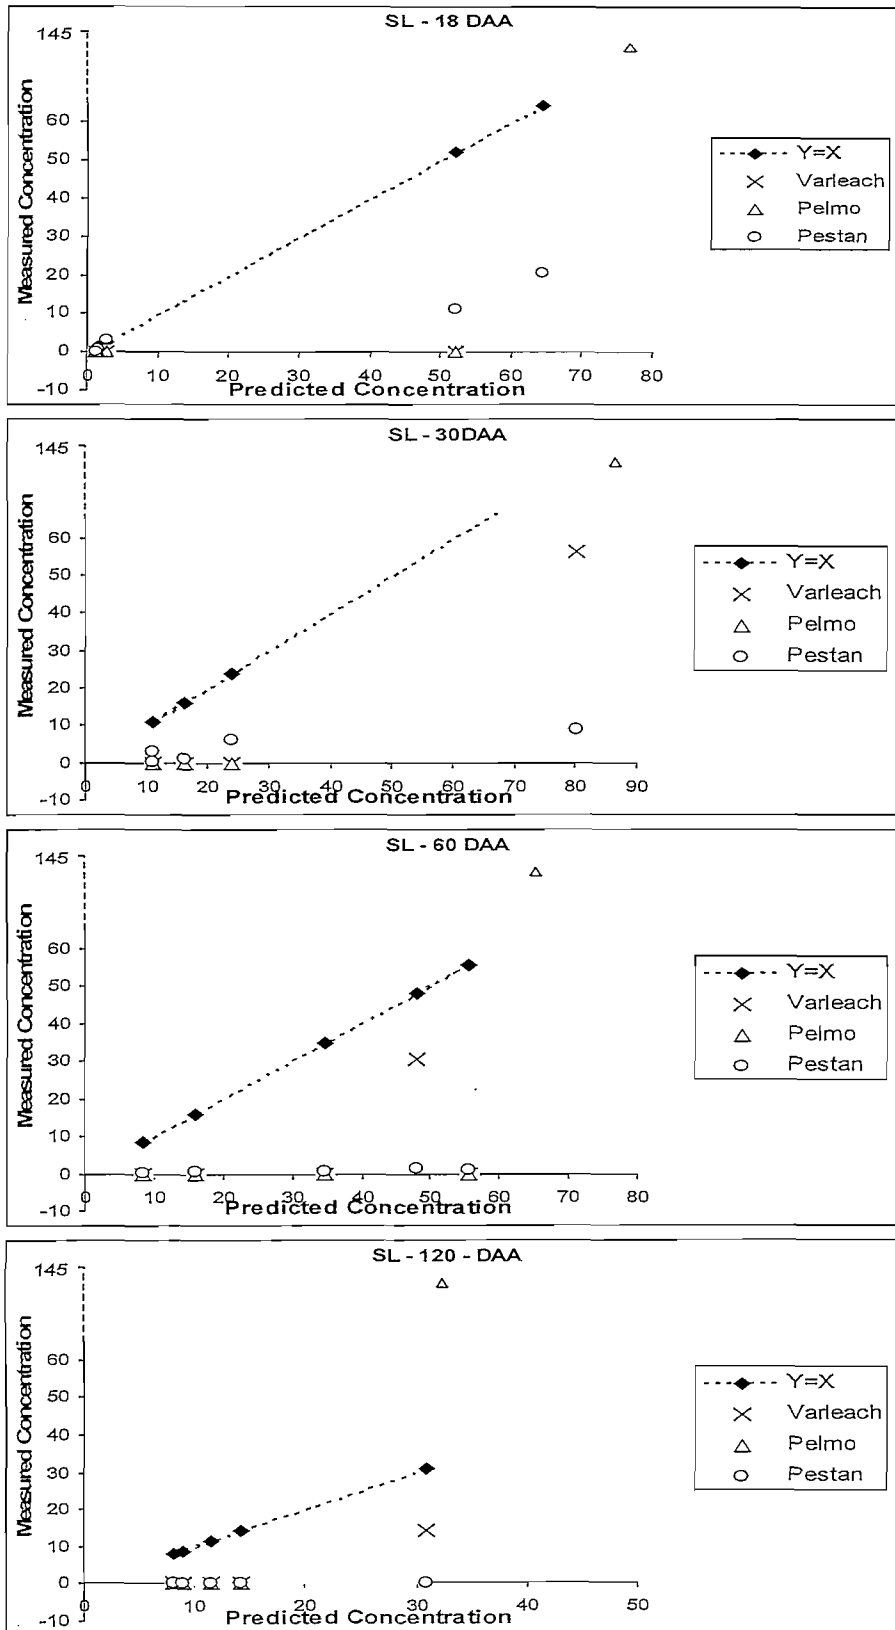 SL - 18 DAA
145
60
50
40
30
20
10
0
-10
Measured Concentration
0 10 20 30 40 50 60 70 80
Predicted Concentration
Y=X
Varleach
Pelmo
Pestan
SL - 30DAA
145
60
50
40
30
20
10
0
-10
Measured Concentration
0 10 20 30 40 50 60 70 80 90
Predicted Concentration
Y=X
Varleach
Pelmo
Pestan
SL - 60 DAA
145
60
50
40
30
20
10
0
-10
Measured Concentration
0 10 20 30 40 50 60 70 80
Predicted Concentration
Y=X
Varleach
Pelmo
Pestan
SL - 120 - DAA
145
60
50
40
30
20
10
0
-10
Measured Concentration
0 10 20 30 40 50
Predicted Concentration
Y=X
Varleach
Pelmo
Pestan